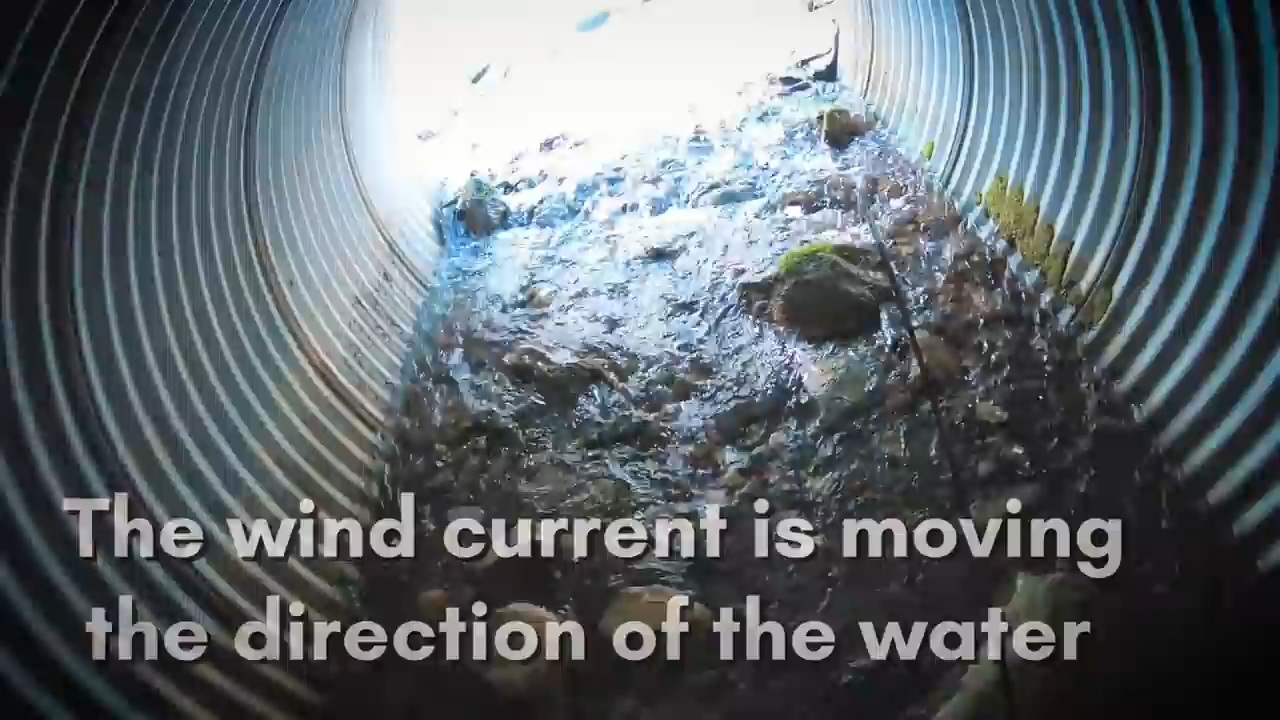 The wind current is moving
the direction of the water